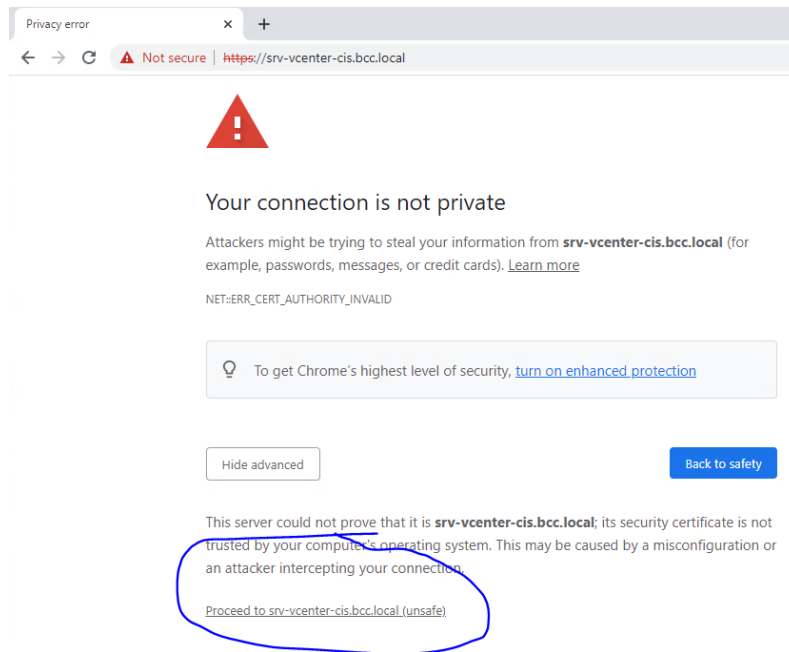 Privacy error
Not secure | https://srv-vcenter-cis.bcc.local
Your connection is not private
Attackers might be trying to steal your information from srv-vcenter-cis.bcc.local (for
example, passwords, messages, or credit cards). Learn more
NET::ERR_CERT_AUTHORITY_INVALID
To get Chrome's highest level of security, turn on enhanced protection
Hide advanced
Back to safety
This server could not prove that it is srv-vcenter-cis.bcc.local; its security certificate is not
trusted by your computer's operating system. This may be caused by a misconfiguration or
an attacker intercepting your connection.
Proceed to srv-vcenter-cis.bcc.local (unsafe)